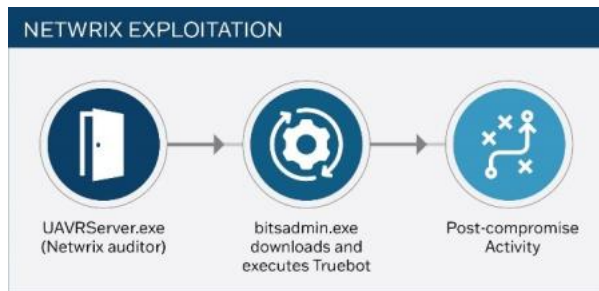 NETWRIX EXPLOITATION
UAVRServer.exe
(Netwrix auditor)
bitsadmin.exe
downloads and
executes Truebot
Post-compromise
Activity